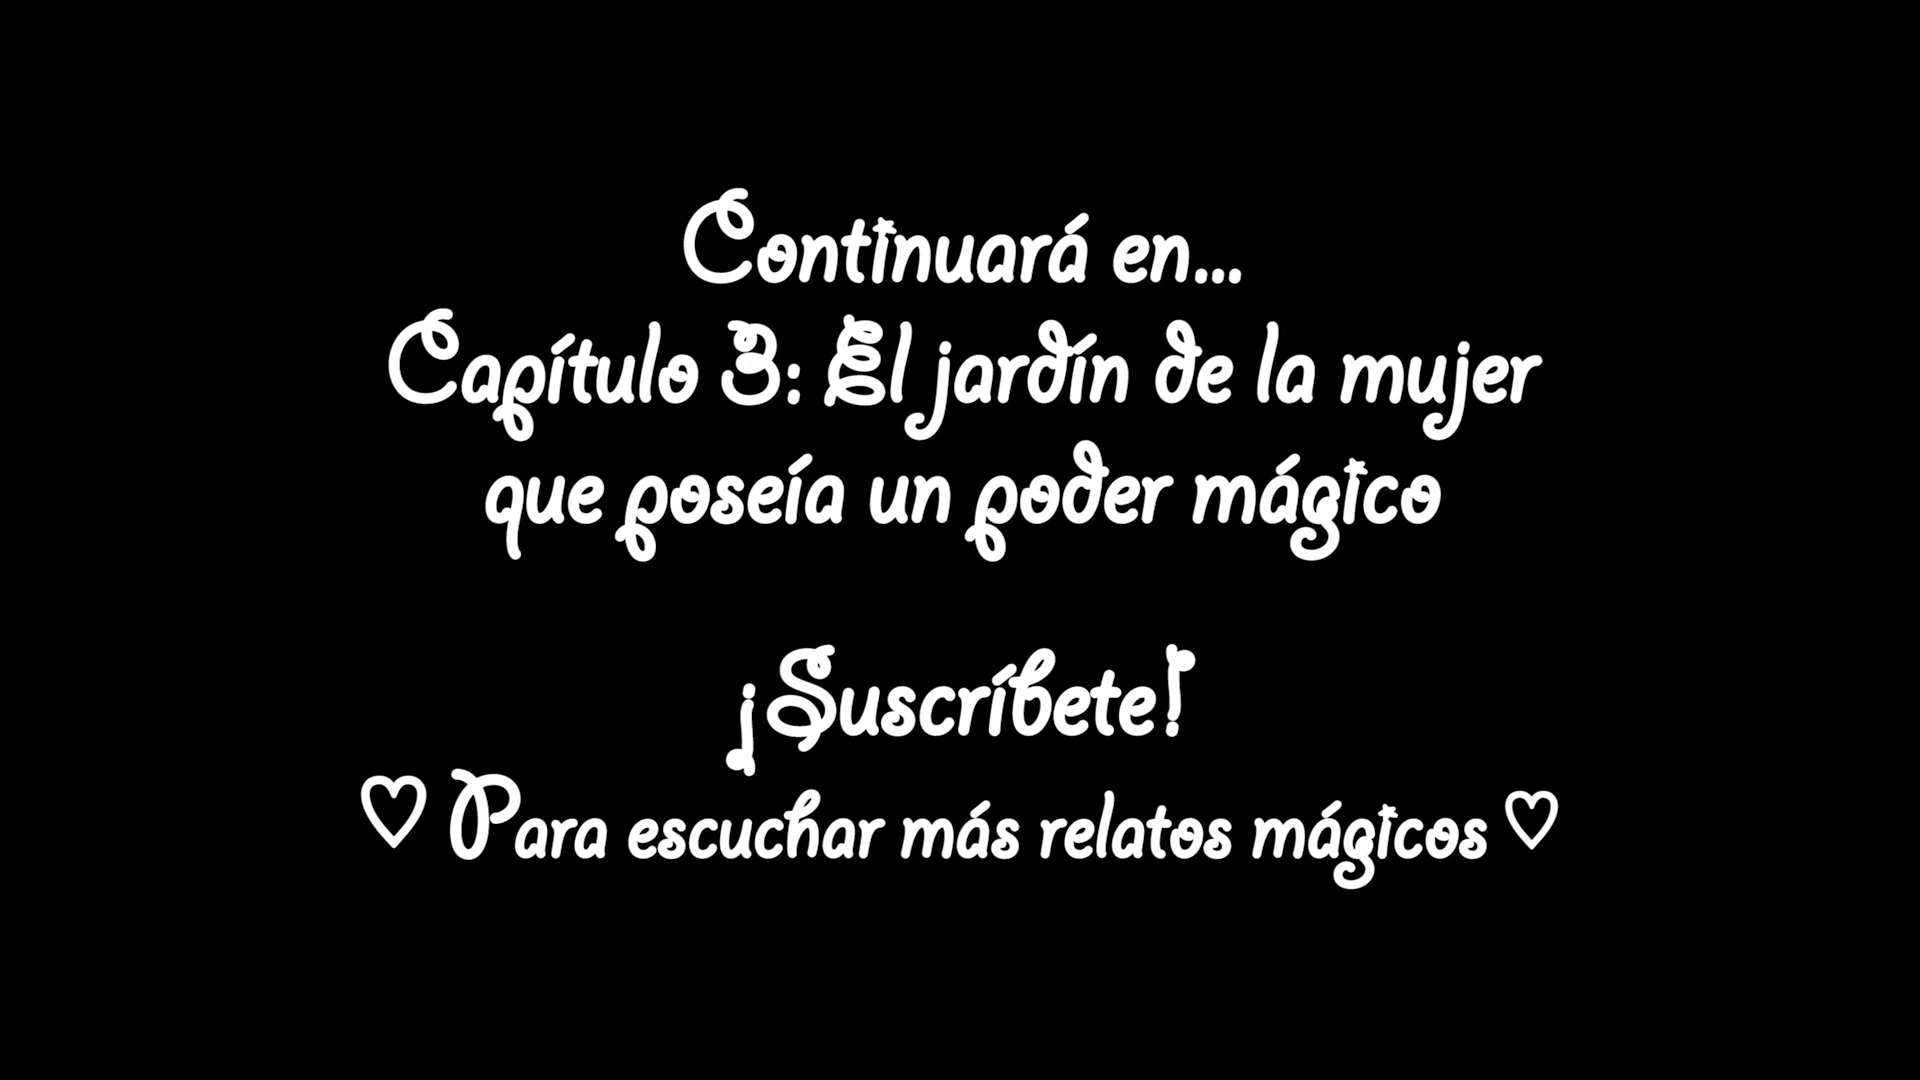 Continuará en...
Capítulo 3: El jardín de la mujer
que poseía un poder mágico
¡Suscríbete!
♡ Para escuchar más relatos mágicos ♡